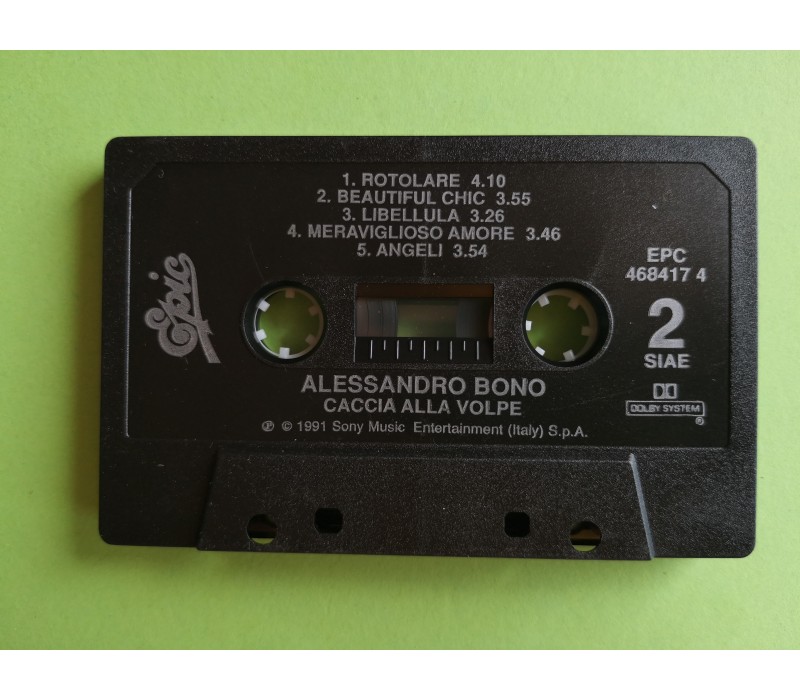 1. ROTOLARE 4.10
2. BEAUTIFUL CHIC 3.55
3. LIBELLULA 3.26
4. MERAVIGLIOSO AMORE 3.46
5. ANGELI 3.54
Epic
EPC
468417 4
2
SIAE
ALESSANDRO BONO
CACCIA ALLA VOLPE
℗ © 1991 Sony Music Entertainment (Italy) S.p.A.
DOLBY SYSTEM
®